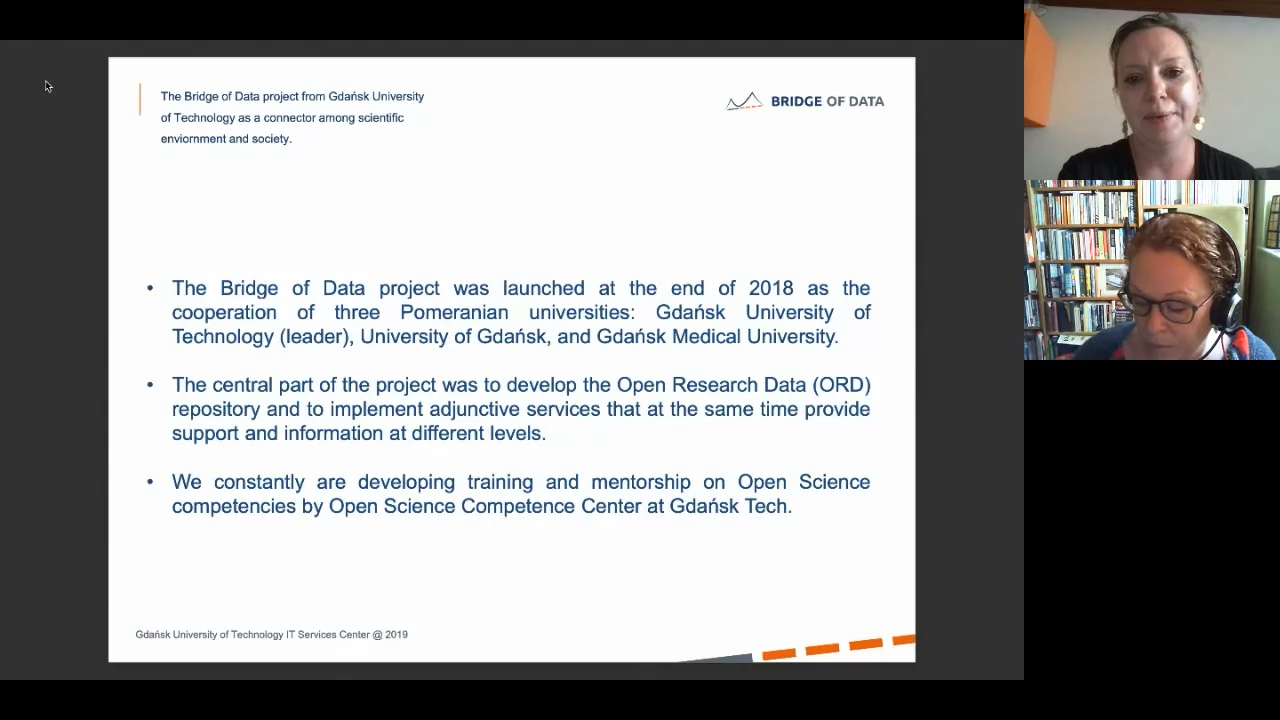 The Bridge of Data project from Gdańsk University
of Technology as a connector among scientific
enviornment and society.
BRIDGE OF DATA
• The Bridge of Data project was launched at the end of 2018 as the
cooperation of three Pomeranian universities: Gdańsk University of
Technology (leader), University of Gdańsk, and Gdańsk Medical University.
• The central part of the project was to develop the Open Research Data (ORD)
repository and to implement adjunctive services that at the same time provide
support and information at different levels.
• We constantly are developing training and mentorship on Open Science
competencies by Open Science Competence Center at Gdańsk Tech.
Gdańsk University of Technology IT Services Center @ 2019